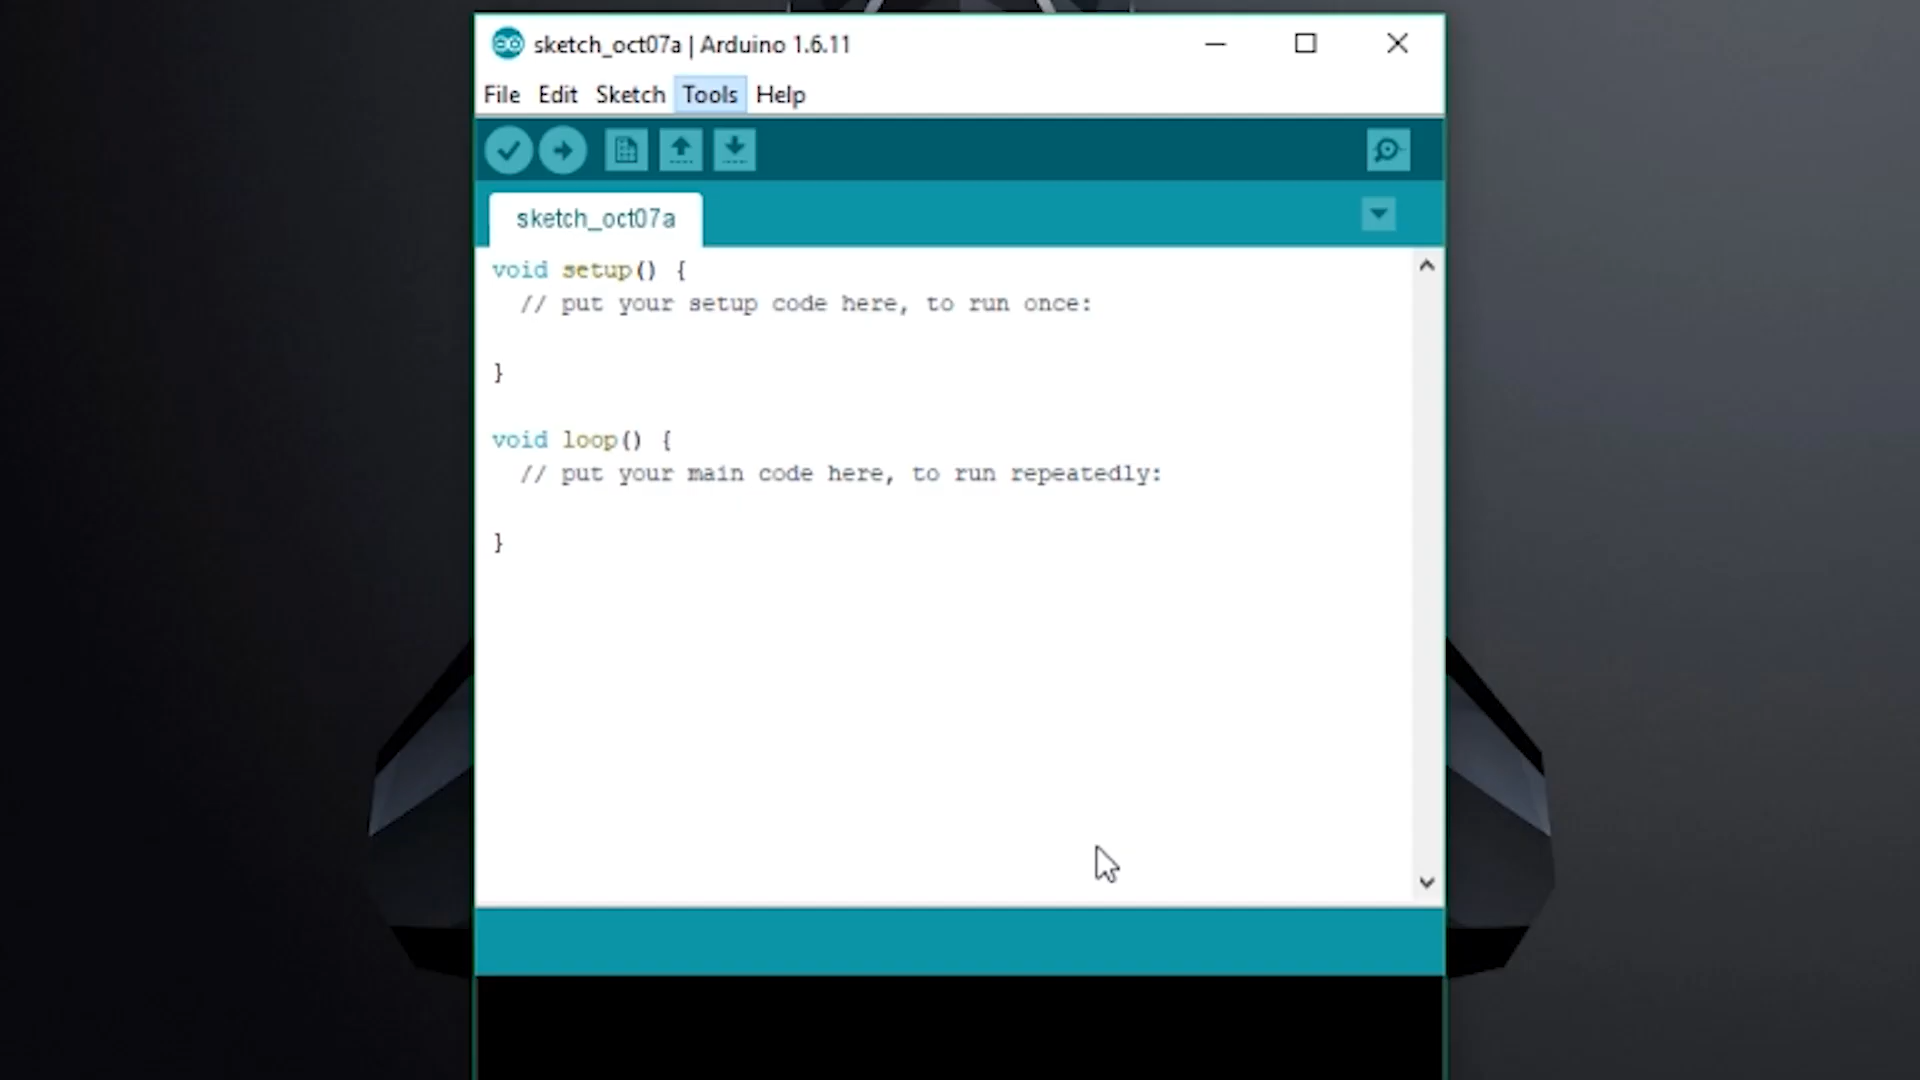 sketch_oct07a | Arduino 1.6.11
File Edit Sketch Tools Help
sketch_oct07a
void setup() {
// put your setup code here, to run once:
}
void loop() {
// put your main code here, to run repeatedly:
}